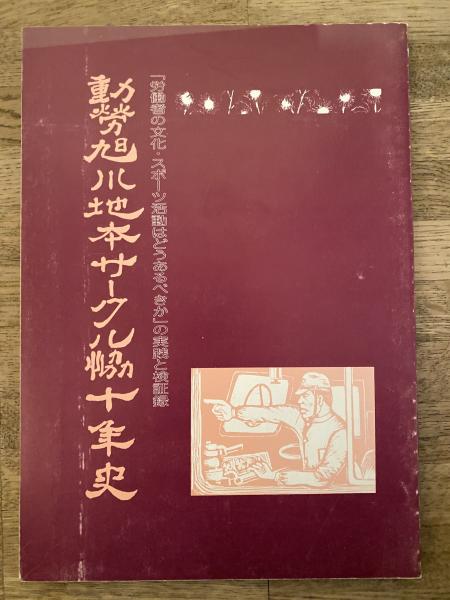 「労働者の文化・スポーツ活動はどうあるべきか」の実践と検証録
動労旭川地本サークル協十年史